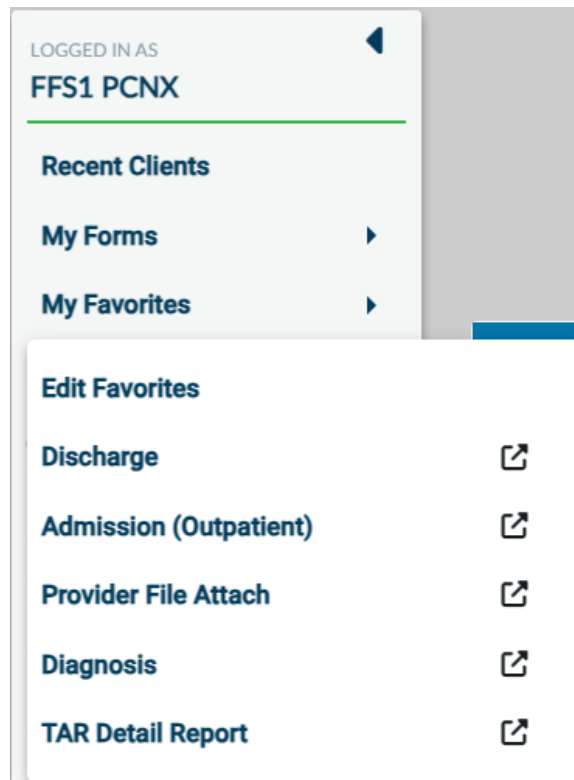 LOGGED IN AS
FFS1 PCNX
Recent Clients
My Forms
My Favorites
Edit Favorites
Discharge
Admission (Outpatient)
Provider File Attach
Diagnosis
TAR Detail Report